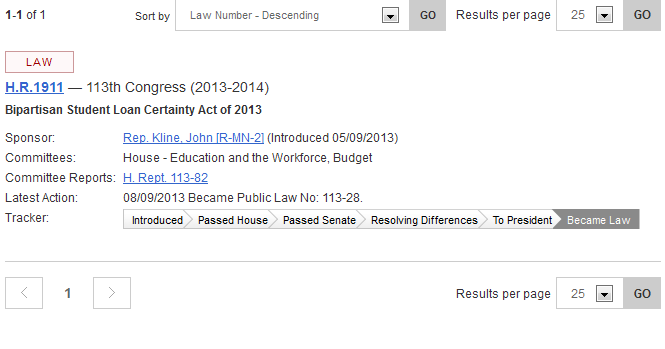 1-1 of 1 Sort by Law Number - Descending GO Results per page 25 GO
LAW
H.R.1911 — 113th Congress (2013-2014)
Bipartisan Student Loan Certainty Act of 2013
Sponsor: Rep. Kline, John [R-MN-2] (Introduced 05/09/2013)
Committees: House - Education and the Workforce, Budget
Committee Reports: H. Rept. 113-82
Latest Action: 08/09/2013 Became Public Law No: 113-28.
Tracker: Introduced Passed House Passed Senate Resolving Differences To President Became Law
1 Results per page 25 GO